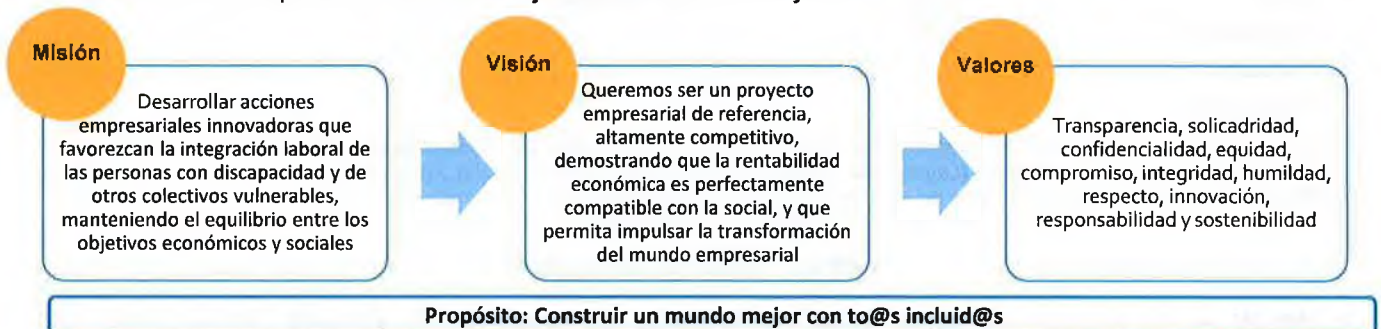 Misión
Desarrollar acciones
empresariales innovadoras que
favorezcan la integración laboral de
las personas con discapacidad y de
otros colectivos vulnerables,
manteniendo el equilibrio entre los
objetivos económicos y sociales
Visión
Queremos ser un proyecto
empresarial de referencia,
altamente competitivo,
demostrando que la rentabilidad
económica es perfectamente
compatible con la social, y que
permita impulsar la transformación
del mundo empresarial
Valores
Transparencia, solicadridad,
confidencialidad, equidad,
compromiso, integridad, humildad,
respecto, innovación,
responsabilidad y sostenibilidad
Propósito: Construir un mundo mejor con to@s incluid@s